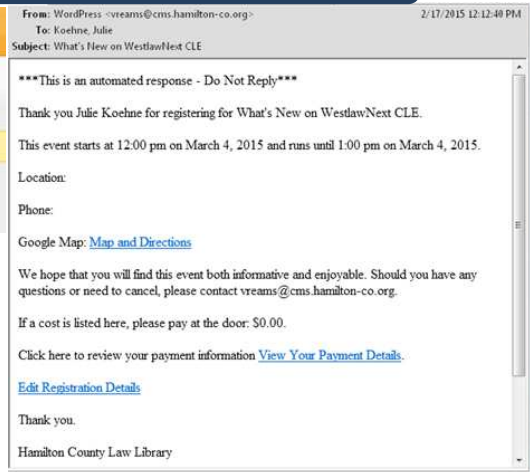 From: WordPress <vreams@cms.hamilton-co.org> 2/17/2015 12:12:40 PM
To: Koehne, Julie
Subject: What's New on WestlawNext CLE
***This is an automated response - Do Not Reply***
Thank you Julie Koehne for registering for What's New on WestlawNext CLE.
This event starts at 12:00 pm on March 4, 2015 and runs until 1:00 pm on March 4, 2015.
Location:
Phone:
Google Map: Map and Directions
We hope that you will find this event both informative and enjoyable. Should you have any
questions or need to cancel, please contact vreams@cms.hamilton-co.org.
If a cost is listed here, please pay at the door: $0.00.
Click here to review your payment information View Your Payment Details.
Edit Registration Details
Thank you.
Hamilton County Law Library